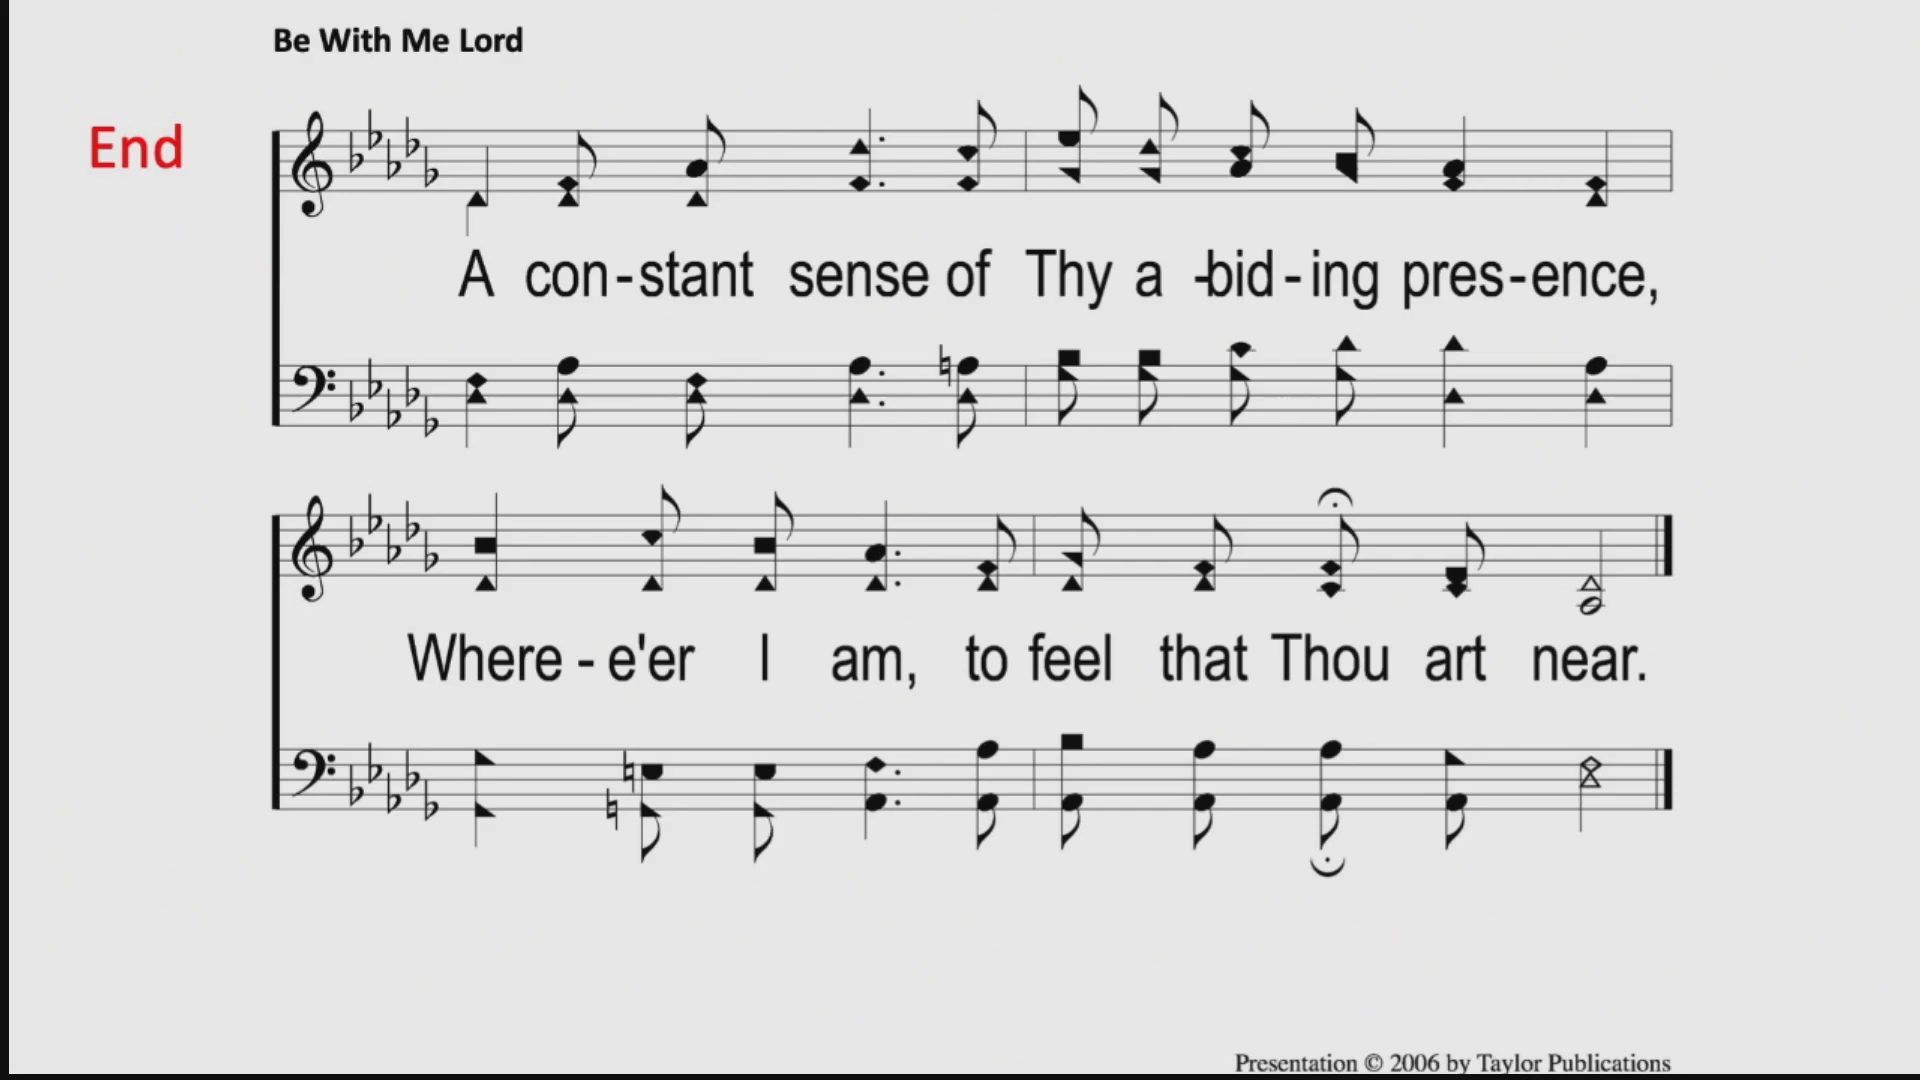 Be With Me Lord
End
A con-stant sense of Thy a -bid-ing pres-ence,
Where-e'er I am, to feel that Thou art near.
Presentation © 2006 by Taylor Publications